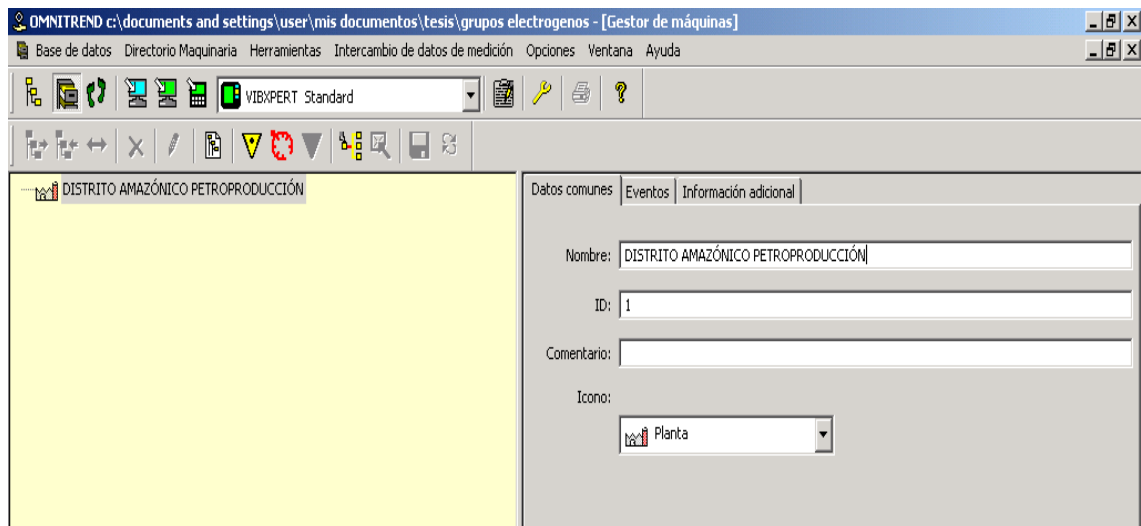 OMNITREND c:\documents and settings\user\mis documentos\tesis\grupos electrogenos - [Gestor de máquinas]
Base de datos Directorio Maquinaria Herramientas Intercambio de datos de medición Opciones Ventana Ayuda
VIBXPERT Standard
DISTRITO AMAZÓNICO PETROPRODUCCIÓN
Datos comunes Eventos Información adicional
Nombre: DISTRITO AMAZÓNICO PETROPRODUCCIÓN
ID: 1
Comentario:
Icono:
Planta